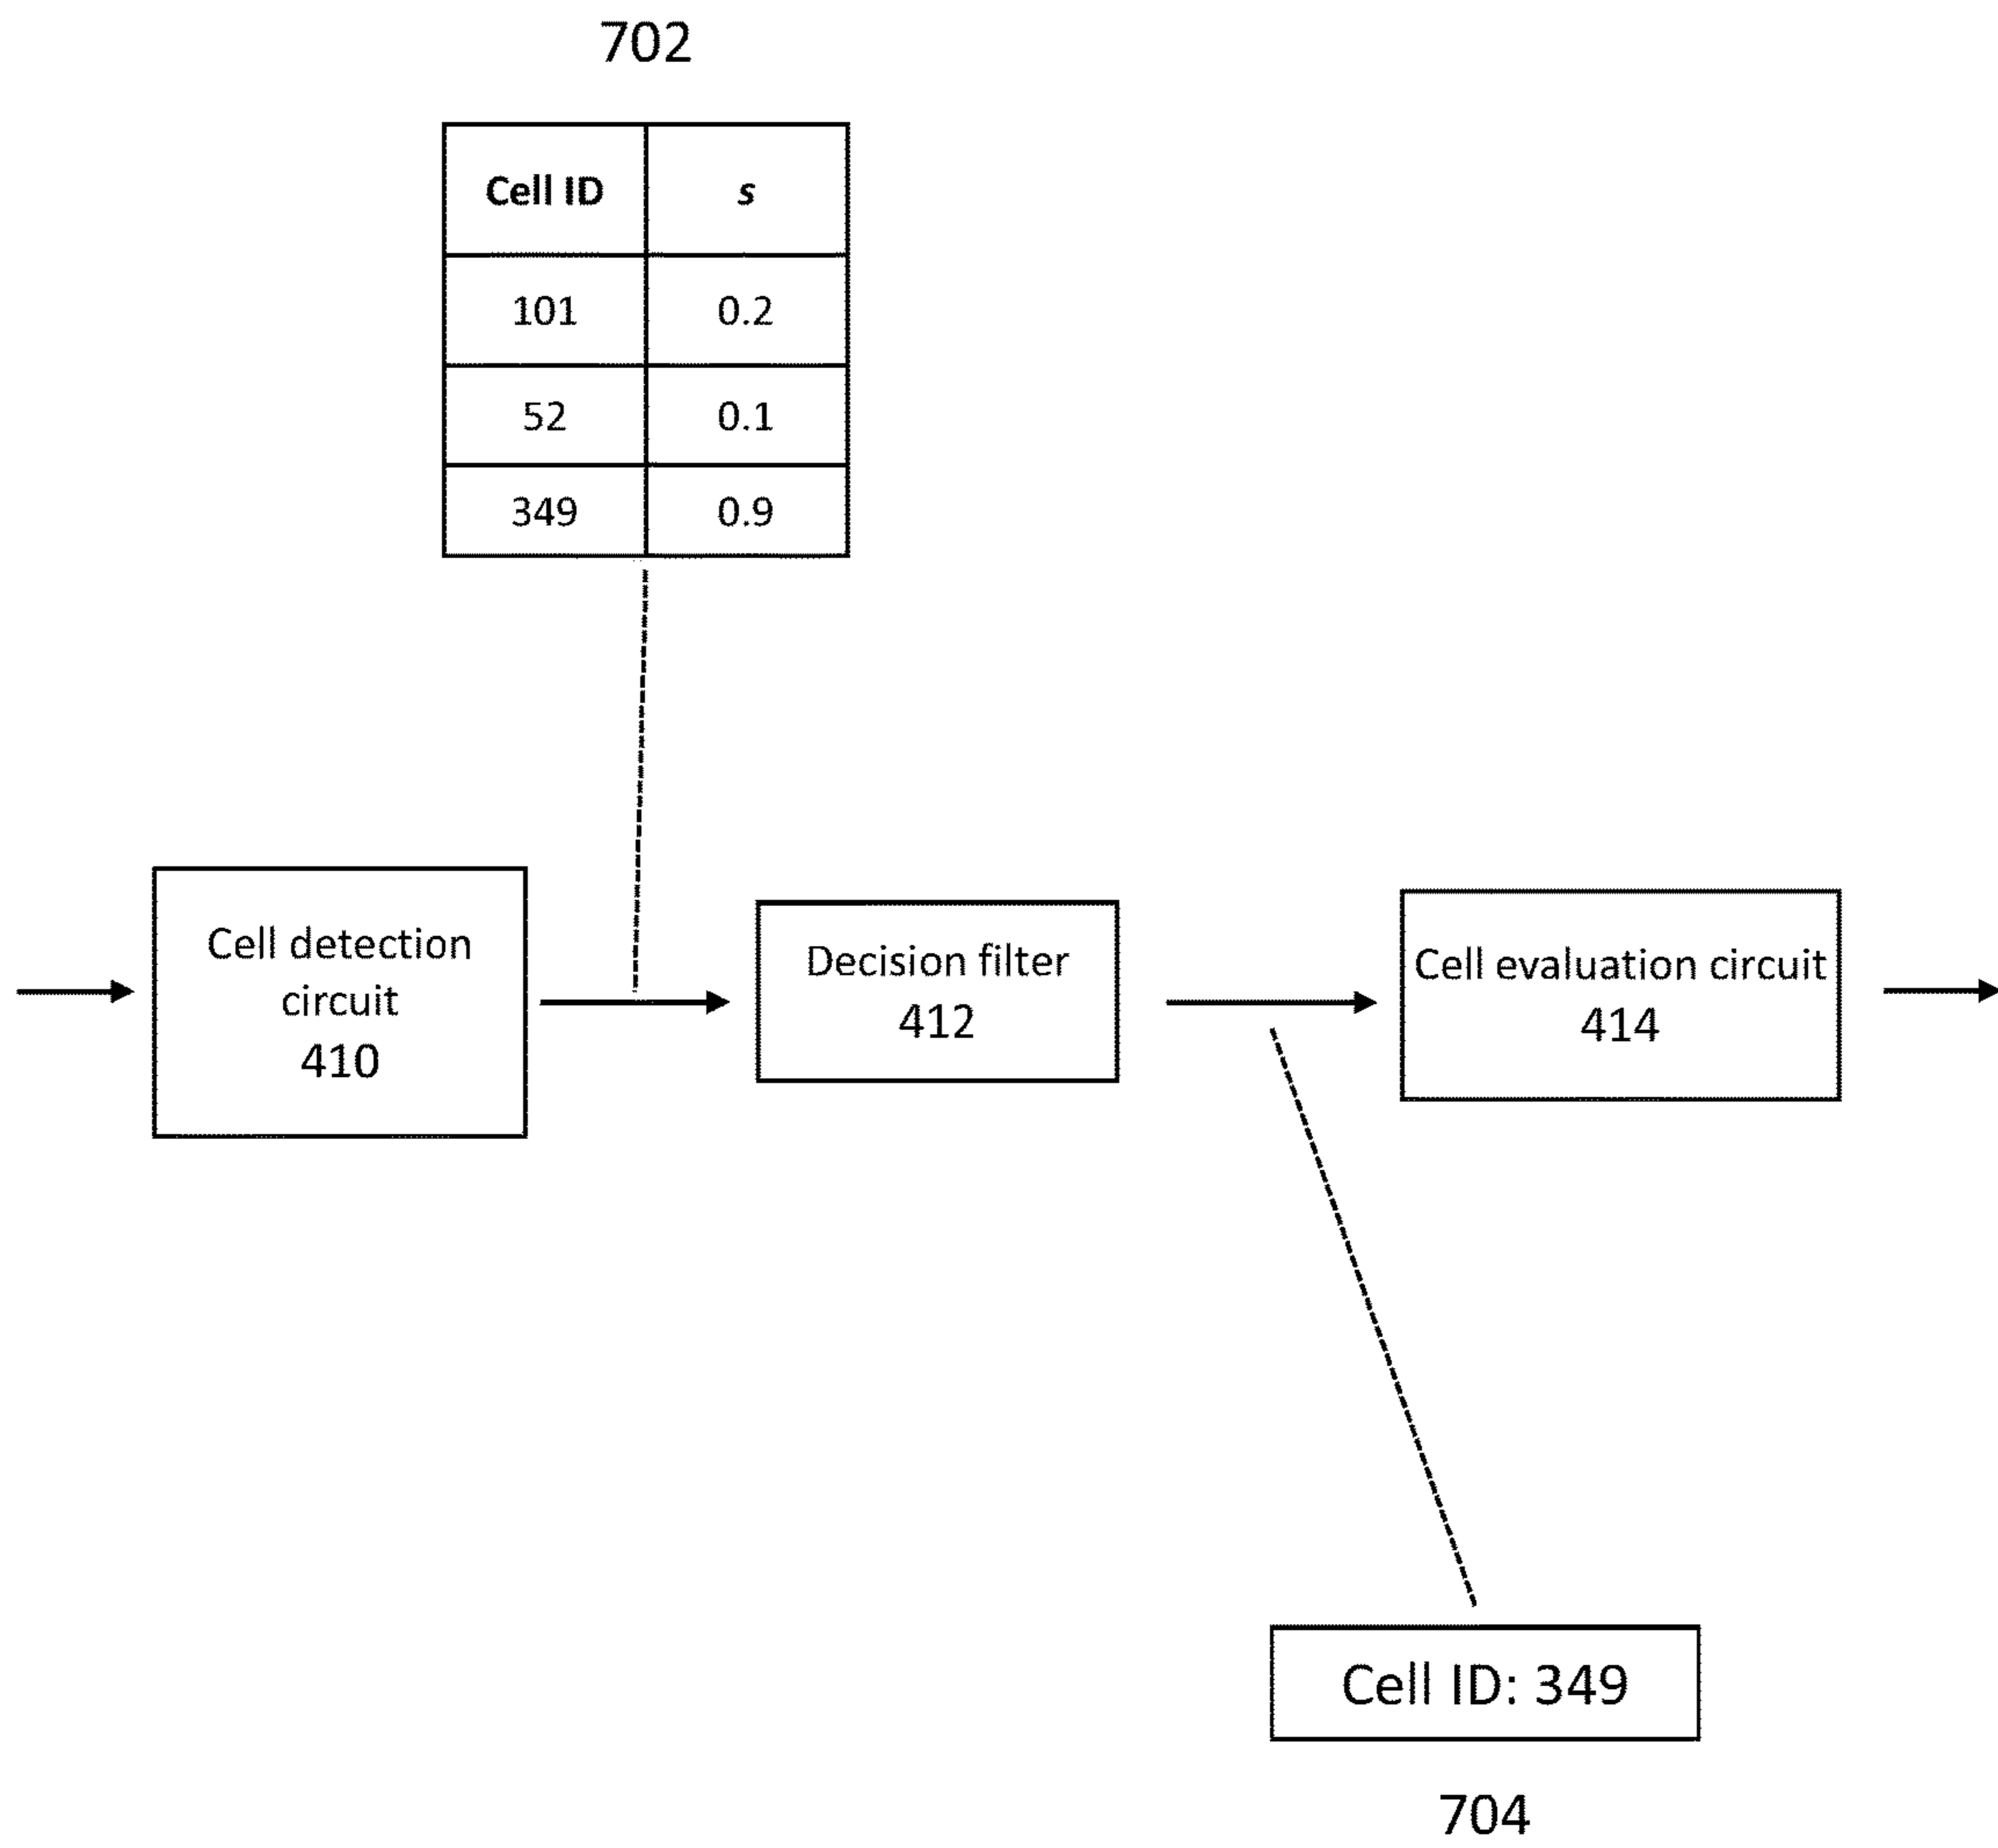 702
Cell ID s
101 0.2
52 0.1
349 0.9
Cell detection
circuit
410
Decision filter
412
Cell evaluation circuit
414
Cell ID: 349
704